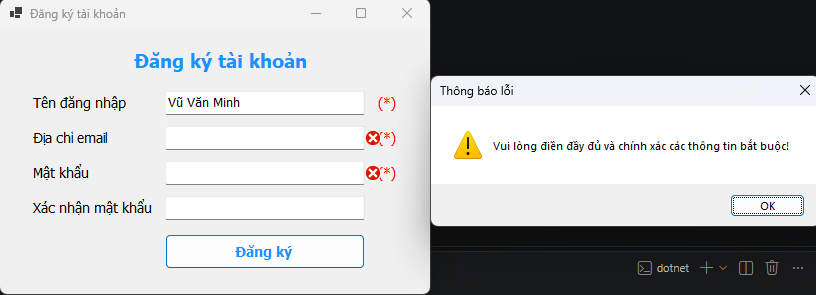 Đăng ký tài khoản
Đăng ký tài khoản
Tên đăng nhập
Vũ Văn Minh
(*)
Địa chỉ email
(*)
Mật khẩu
(*)
Xác nhận mật khẩu
Đăng ký
Thông báo lỗi
Vui lòng điền đầy đủ và chính xác các thông tin bắt buộc!
OK
dotnet